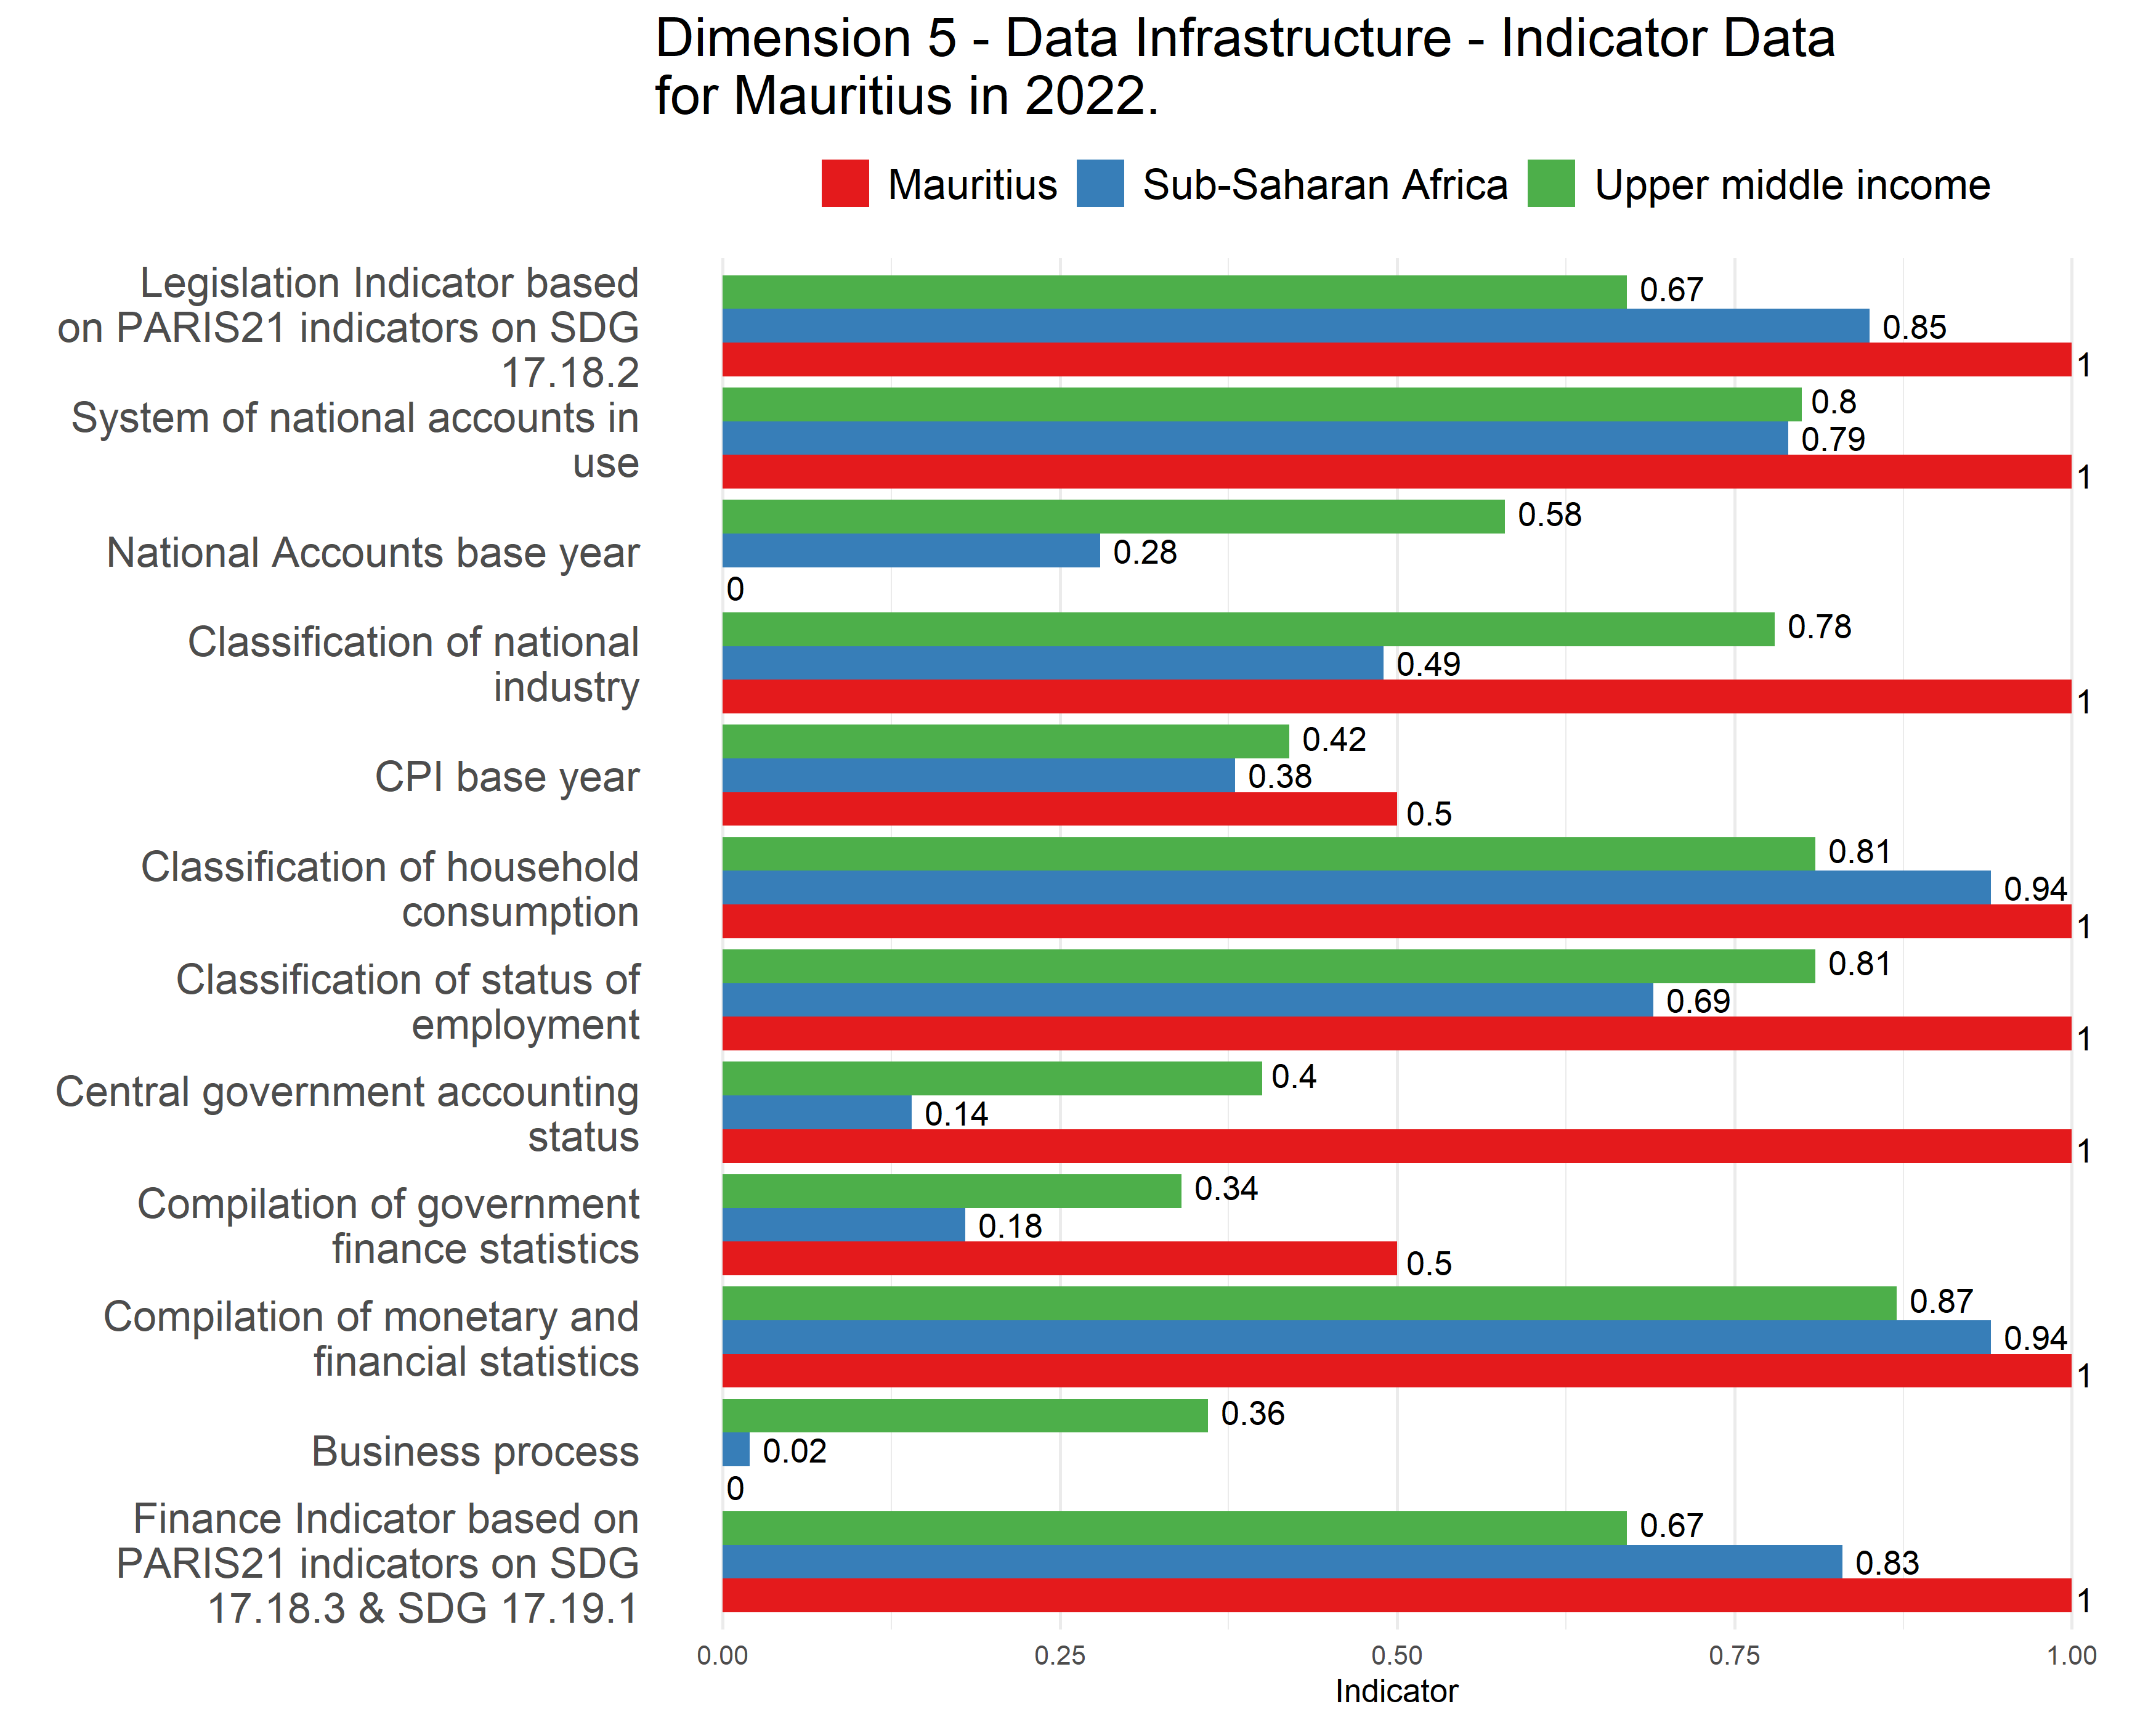 Dimension 5 - Data Infrastructure - Indicator Data
for Mauritius in 2022.
Mauritius Sub-Saharan Africa Upper middle income
Legislation Indicator based
on PARIS21 indicators on SDG
17.18.2
0.67
0.85
1
System of national accounts in
use
0.8
0.79
1
National Accounts base year
0.58
0.28
0
Classification of national
industry
0.78
0.49
1
CPI base year
0.42
0.38
0.5
Classification of household
consumption
0.81
0.94
1
Classification of status of
employment
0.81
0.69
1
Central government accounting
status
0.4
0.14
1
Compilation of government
finance statistics
0.34
0.18
0.5
Compilation of monetary and
financial statistics
0.87
0.94
1
Business process
0.36
0.02
0
Finance Indicator based on
PARIS21 indicators on SDG
17.18.3 & SDG 17.19.1
0.67
0.83
1
0.00 0.25 0.50 0.75 1.00
Indicator